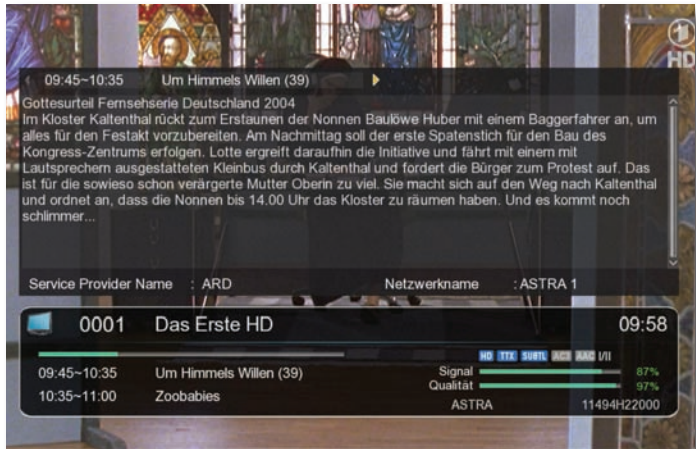 HD
09:45~10:35 Um Himmels Willen (39)
Gottesurteil Fernsehserie Deutschland 2004
Im Kloster Kaltenthal rückt zum Erstaunen der Nonnen Baulöwe Huber mit einem Baggerfahrer an, um
alles für den Festakt vorzubereiten. Am Nachmittag soll der erste Spatenstich für den Bau des
Kongress-Zentrums erfolgen. Lotte ergreift daraufhin die Initiative und fährt mit einem mit
Lautsprechern ausgestatteten Kleinbus durch Kaltenthal und fordert die Bürger zum Protest auf. Das
ist für die sowieso schon verärgerte Mutter Oberin zu viel. Sie macht sich auf den Weg nach Kaltenthal
und ordnet an, dass die Nonnen bis 14.00 Uhr das Kloster zu räumen haben. Und es kommt noch
schlimmer...
Service Provider Name : ARD Netzwerkname : ASTRA 1
0001 Das Erste HD 09:58
HD TTX SUBTL AC3 AAC I/II
09:45~10:35 Um Himmels Willen (39) Signal 87%
Qualität 97%
10:35~11:00 Zoobabies
ASTRA 11494H22000